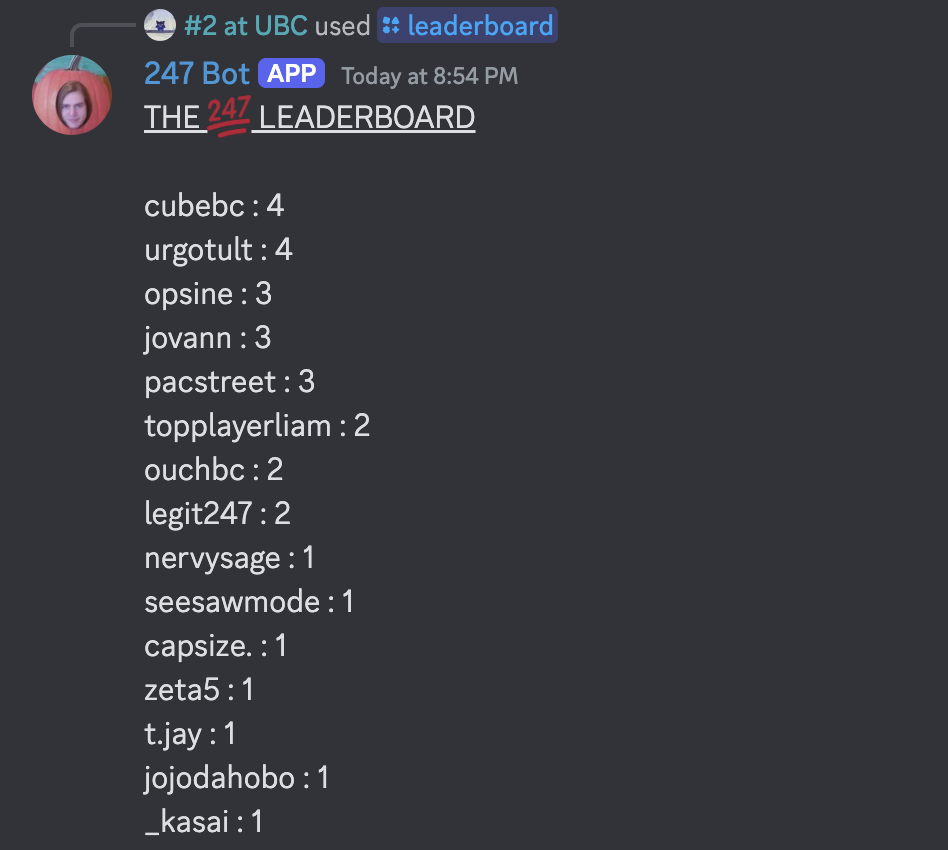 #2 at UBC used leaderboard
247 Bot APP Today at 8:54 PM
THE 247 LEADERBOARD
cubebc : 4
urgotult : 4
opsine : 3
jovann : 3
pacstreet : 3
topplayerliam : 2
ouchbc : 2
legit247 : 2
nervysage : 1
seesawmode : 1
capsize. : 1
zeta5 : 1
t.jay : 1
jojodahobo : 1
_kasai : 1